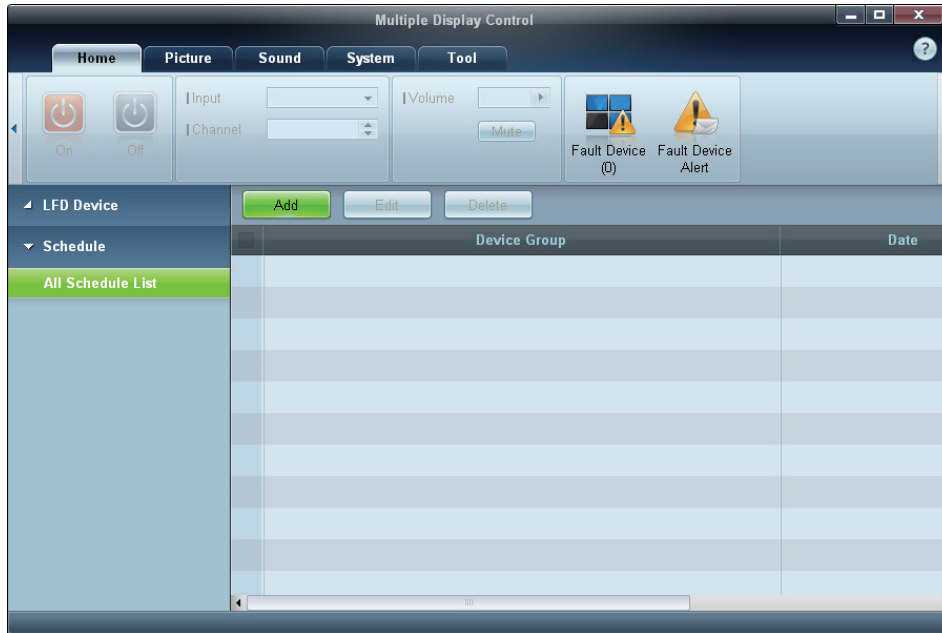 Multiple Display Control
Home Picture Sound System Tool
?
Input
Volume
Channel
Mute
On Off
Fault Device
(0)
Fault Device
Alert
LFD Device
Add Edit Delete
Device Group Date
Schedule
All Schedule List